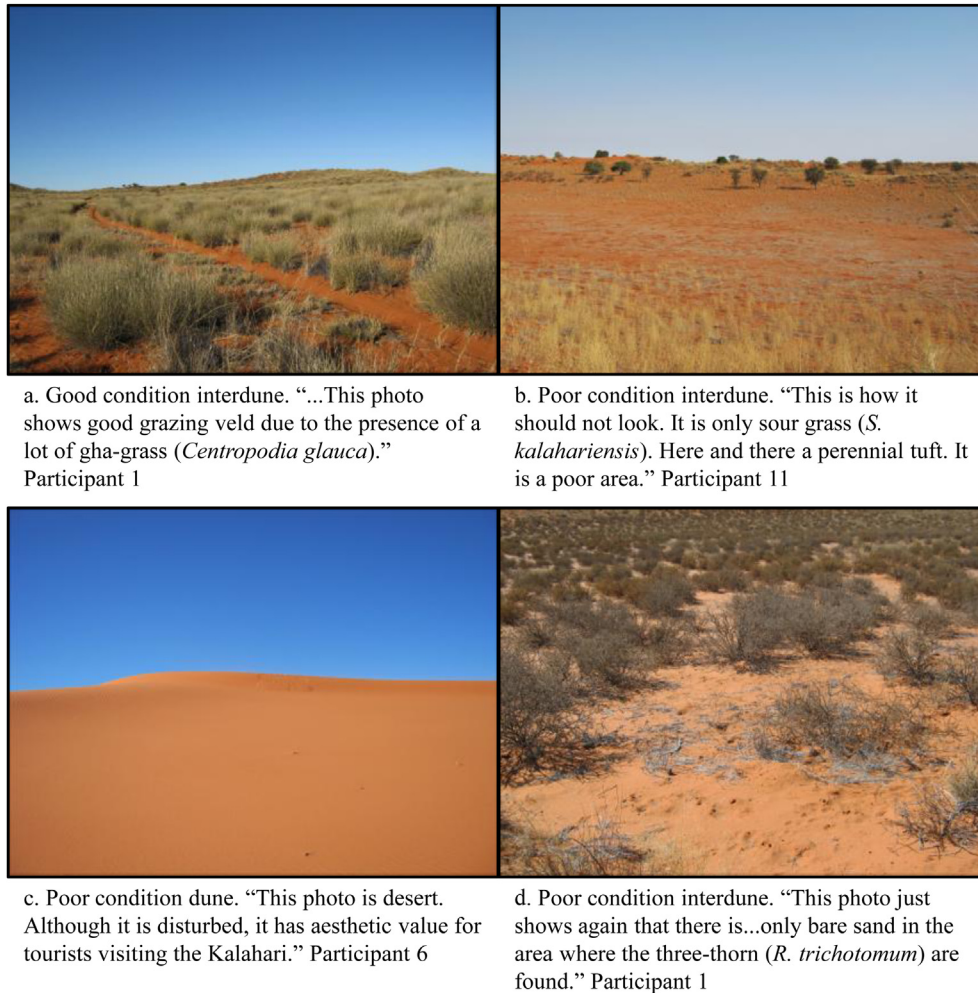 a. Good condition interdune. “...This photo
shows good grazing veld due to the presence of a
lot of gha-grass (Centropodia glauca).”
Participant 1
b. Poor condition interdune. “This is how it
should not look. It is only sour grass (S.
kalahariensis). Here and there a perennial tuft. It
is a poor area.” Participant 11
c. Poor condition dune. “This photo is desert.
Although it is disturbed, it has aesthetic value for
tourists visiting the Kalahari.” Participant 6
d. Poor condition interdune. “This photo just
shows again that there is...only bare sand in the
area where the three-thorn (R. trichotomum) are
found.” Participant 1